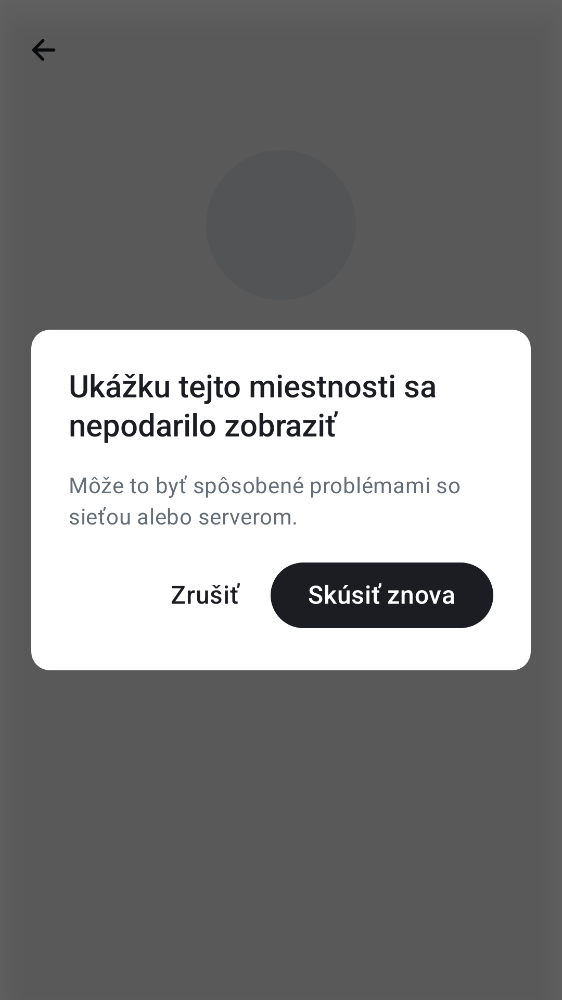 Ukážku tejto miestnosti sa
nepodarilo zobraziť
Môže to byť spôsobené problémami so
sieťou alebo serverom.
Zrušiť
Skúsiť znova